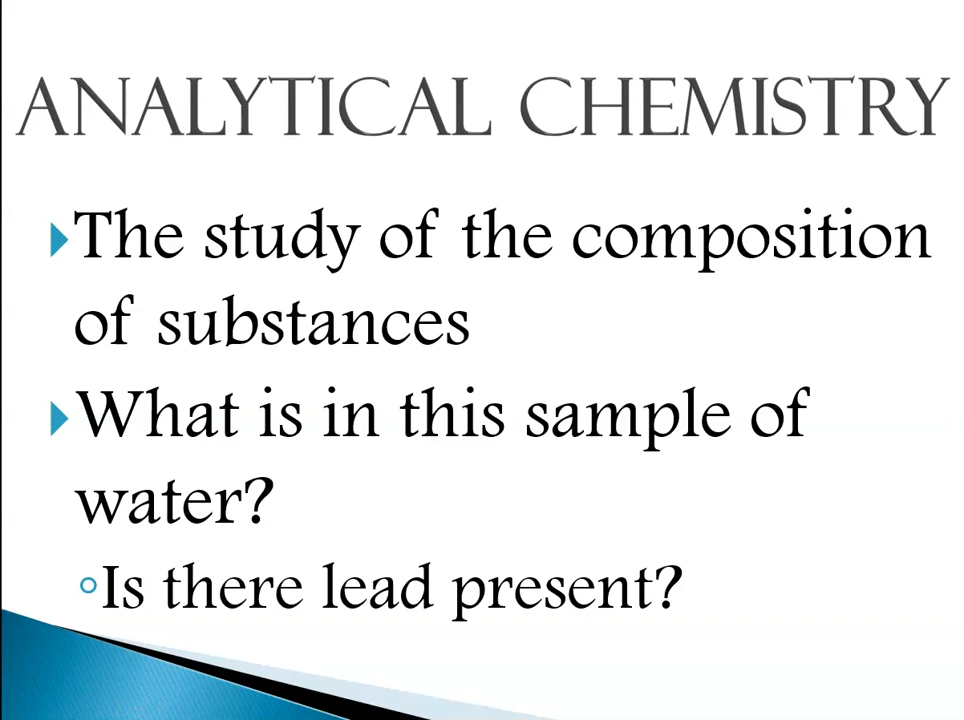 ANALYTICAL CHEMISTRY
The study of the composition
of substances
What is in this sample of
water?
Is there lead present?